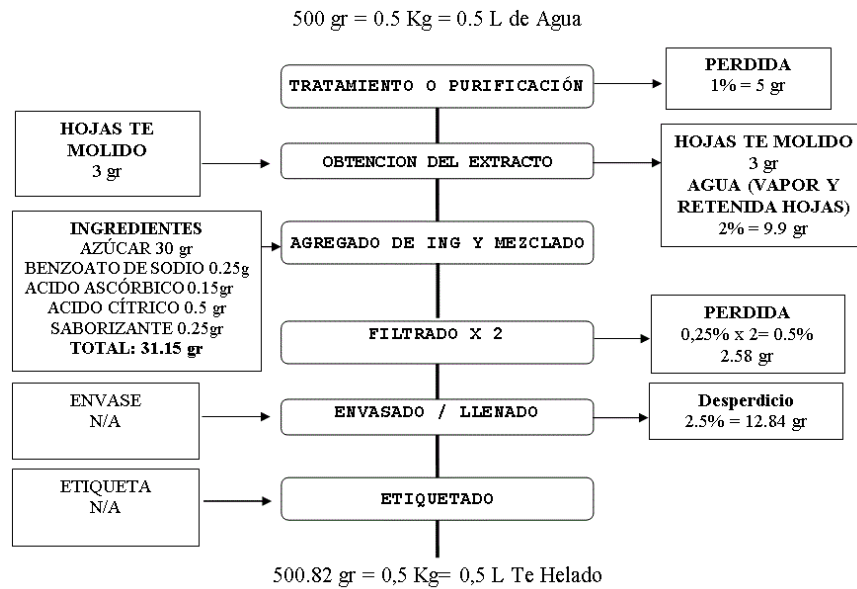 500 gr = 0.5 Kg = 0.5 L de Agua
TRATAMIENTO O PURIFICACIÓN
PERDIDA
1% = 5 gr
HOJAS TE
MOLIDO
3 gr
OBTENCION DEL EXTRACTO
HOJAS TE MOLIDO
3 gr
AGUA (VAPOR Y
RETENIDA HOJAS)
2% = 9.9 gr
INGREDIENTES
AZÚCAR 30 gr
BENZOATO DE SODIO 0.25g
ACIDO ASCÓRBICO 0.15gr
ACIDO CÍTRICO 0.5 gr
SABORIZANTE 0.25gr
TOTAL: 31.15 gr
AGREGADO DE ING Y MEZCLADO
FILTRADO X 2
PERDIDA
0,25% x 2= 0.5%
2.58 gr
ENVASE
N/A
ENVASADO / LLENADO
Desperdicio
2.5% = 12.84 gr
ETIQUETA
N/A
ETIQUETADO
500.82 gr = 0,5 Kg= 0,5 L Te Helado